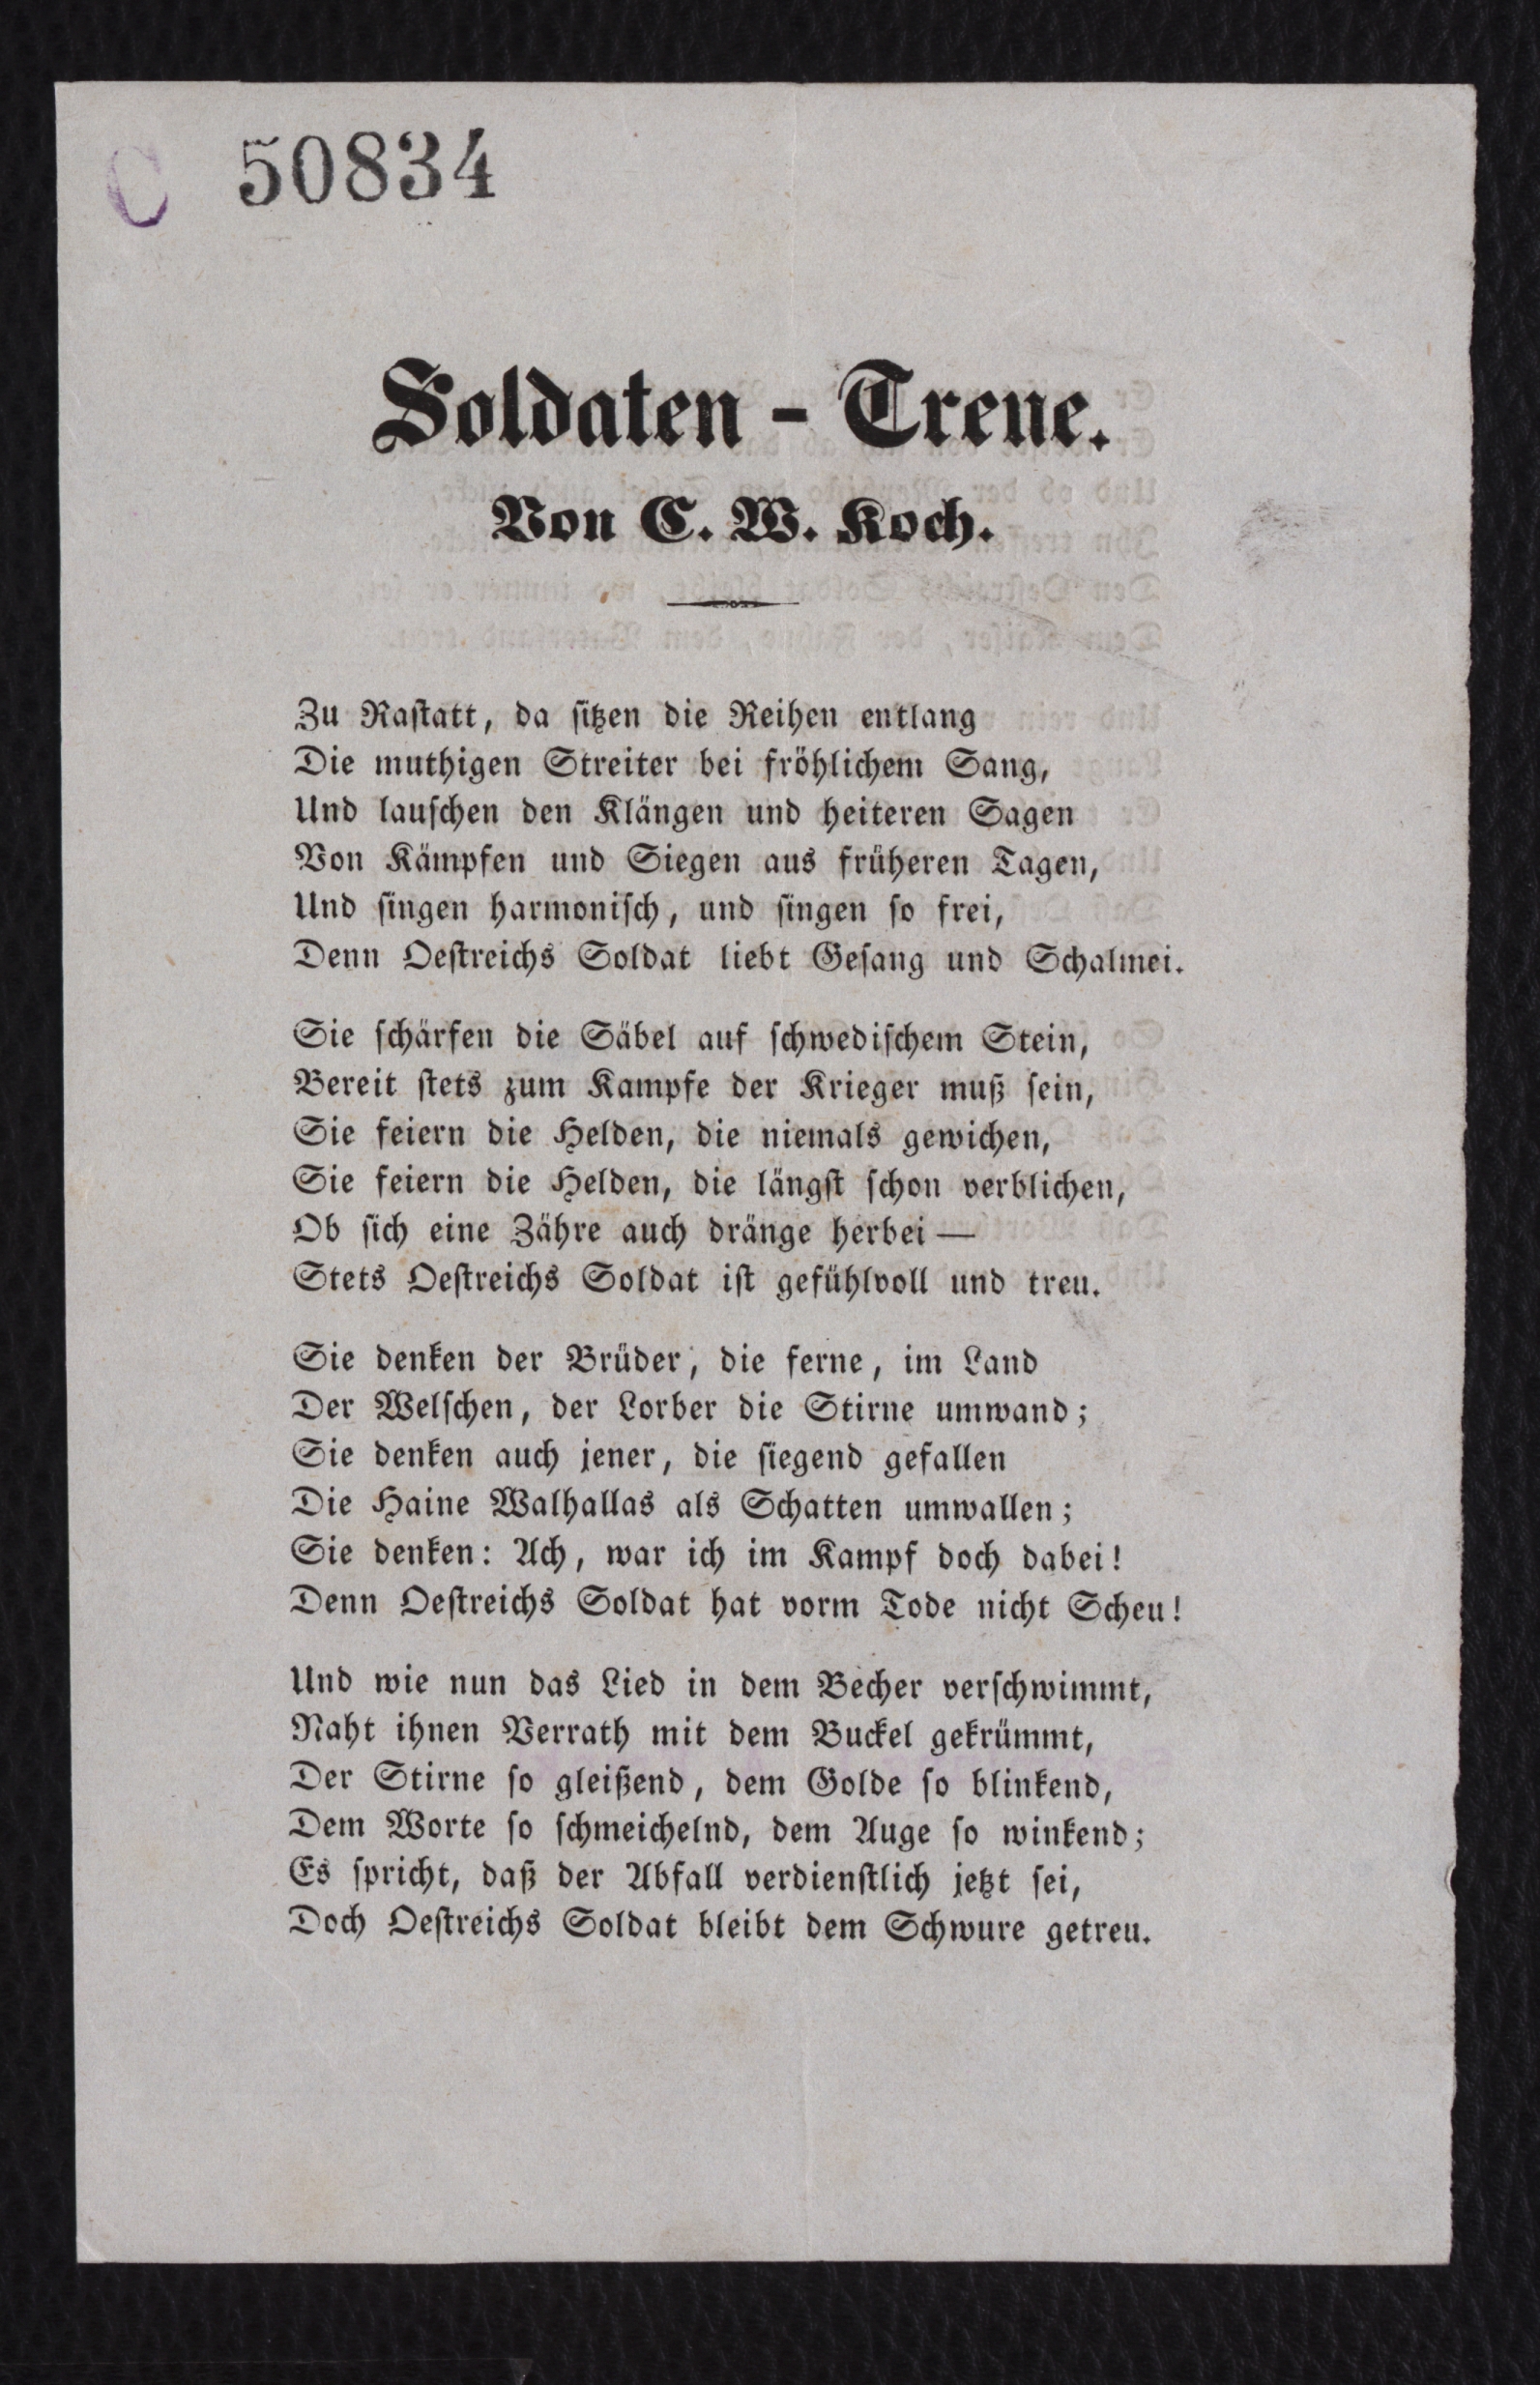 C 50834
Soldaten - Treue.
Von C. W. Koch.
Zu Raſtatt, da ſitzen die Reihen entlang
Die muthigen Streiter bei fröhlichem Sang,
Und lauſchen den Klängen und heiteren Sagen
Von Kämpfen und Siegen aus früheren Tagen,
Und ſingen harmoniſch, und ſingen ſo frei,
Denn Oeſtreichs Soldat liebt Geſang und Schalmei.
Sie ſchärfen die Säbel auf ſchwediſchem Stein,
Bereit ſtets zum Kampfe der Krieger muß ſein,
Sie feiern die Helden, die niemals gewichen,
Sie feiern die Helden, die längſt ſchon verblichen,
Ob ſich eine Zähre auch dränge herbei —
Stets Oeſtreichs Soldat iſt gefühlvoll und treu.
Sie denken der Brüder, die ferne, im Land
Der Welſchen, der Lorber die Stirne umwand;
Sie denken auch jener, die ſiegend gefallen
Die Haine Walhallas als Schatten umwallen;
Sie denken: Ach, war ich im Kampf doch dabei!
Denn Oeſtreichs Soldat hat vorm Tode nicht Scheu!
Und wie nun das Lied in dem Becher verſchwimmt,
Naht ihnen Verrath mit dem Buckel gekrümmt,
Der Stirne ſo gleißend, dem Golde ſo blinkend,
Dem Worte ſo ſchmeichelnd, dem Auge ſo winkend;
Es ſpricht, daß der Abfall verdienſtlich jetzt ſei,
Doch Oeſtreichs Soldat bleibt dem Schwure getreu.